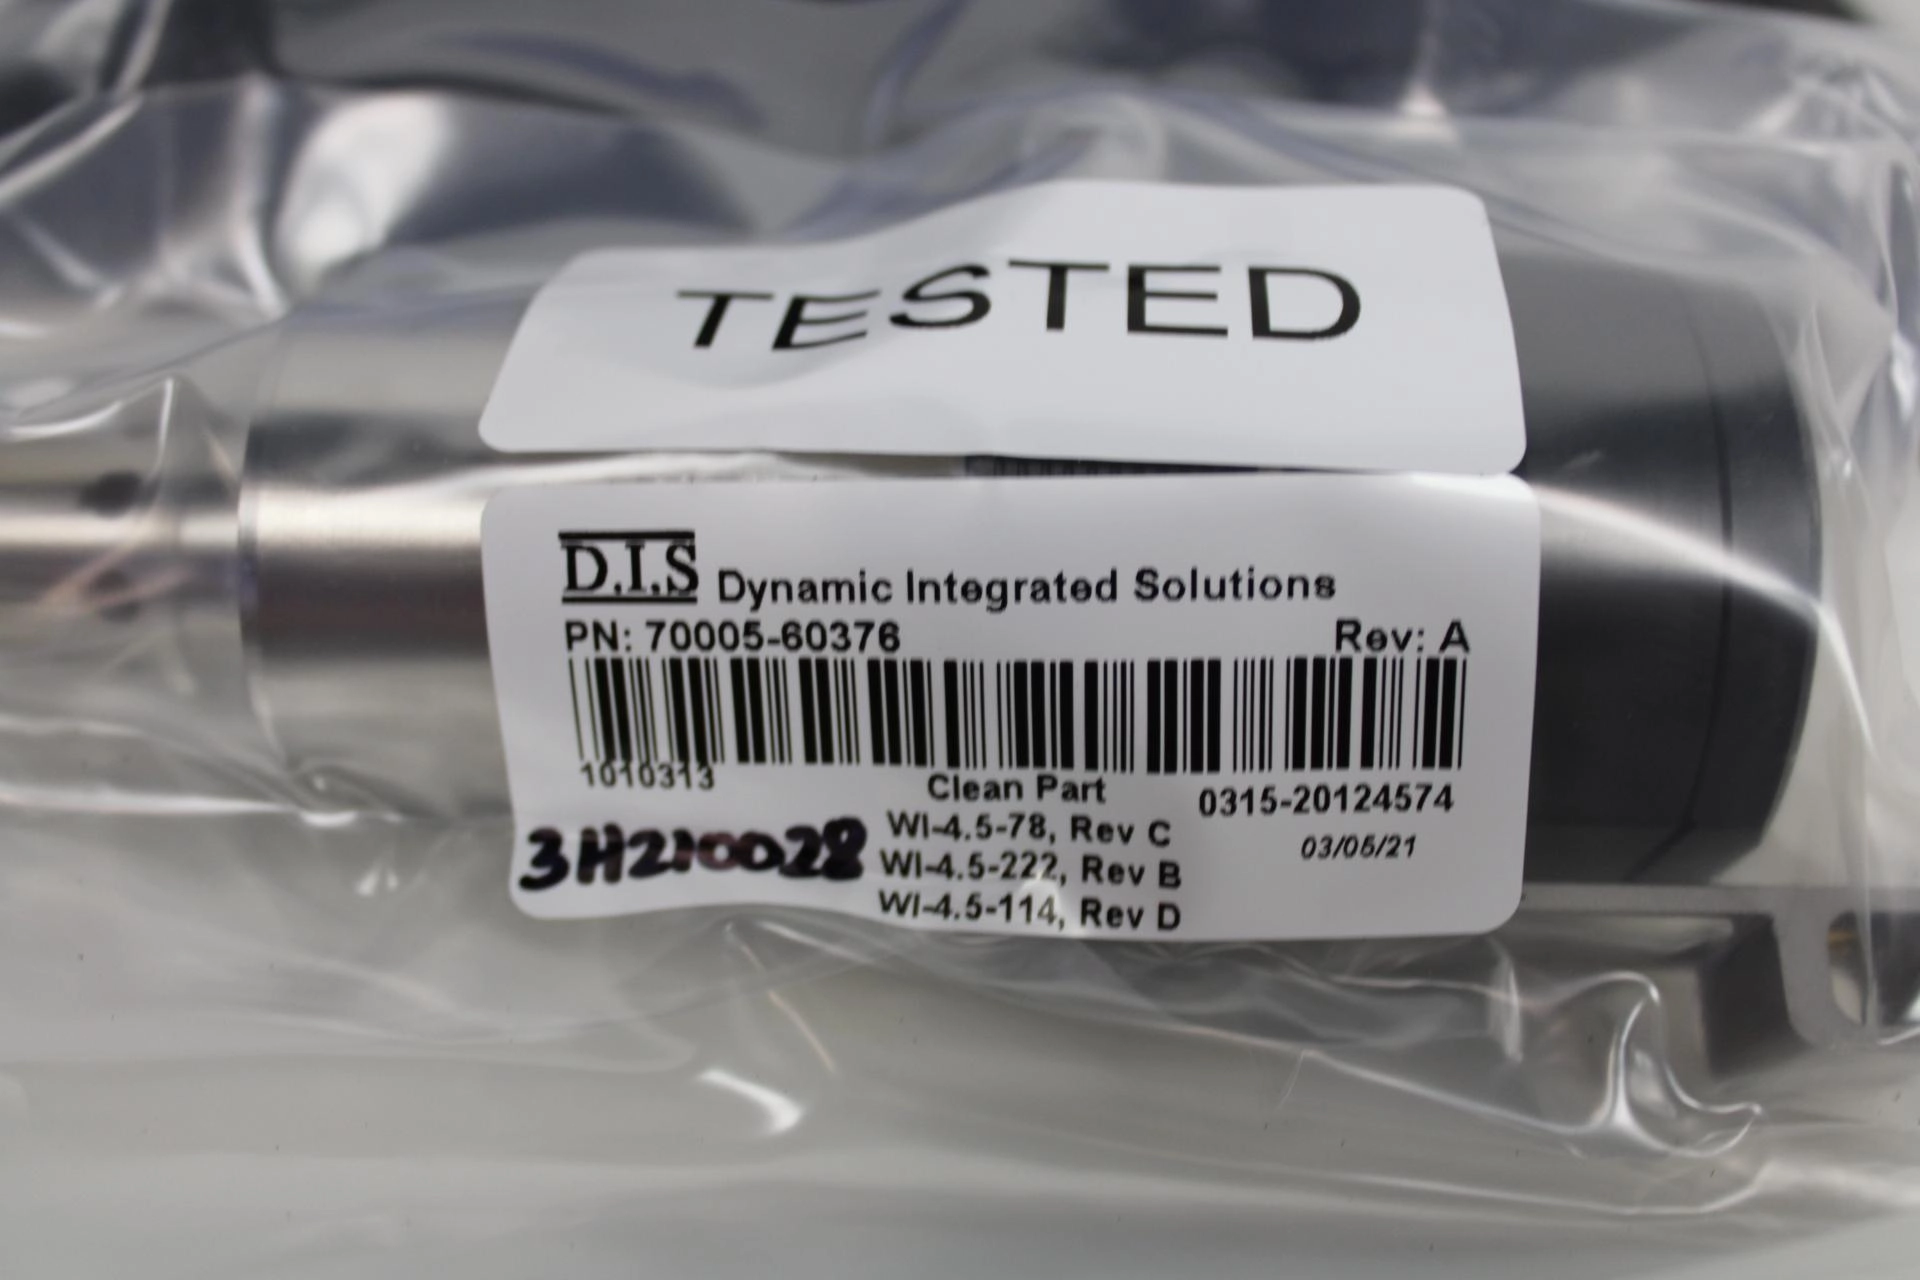 TESTED
D.I.S Dynamic Integrated Solutions
PN: 70005-60376 Rev: A
1010313 Clean Part 0315-20124574
3H210028 WI-4.5-78, Rev C 03/05/21
WI-4.5-222, Rev B
WI-4.5-114, Rev D